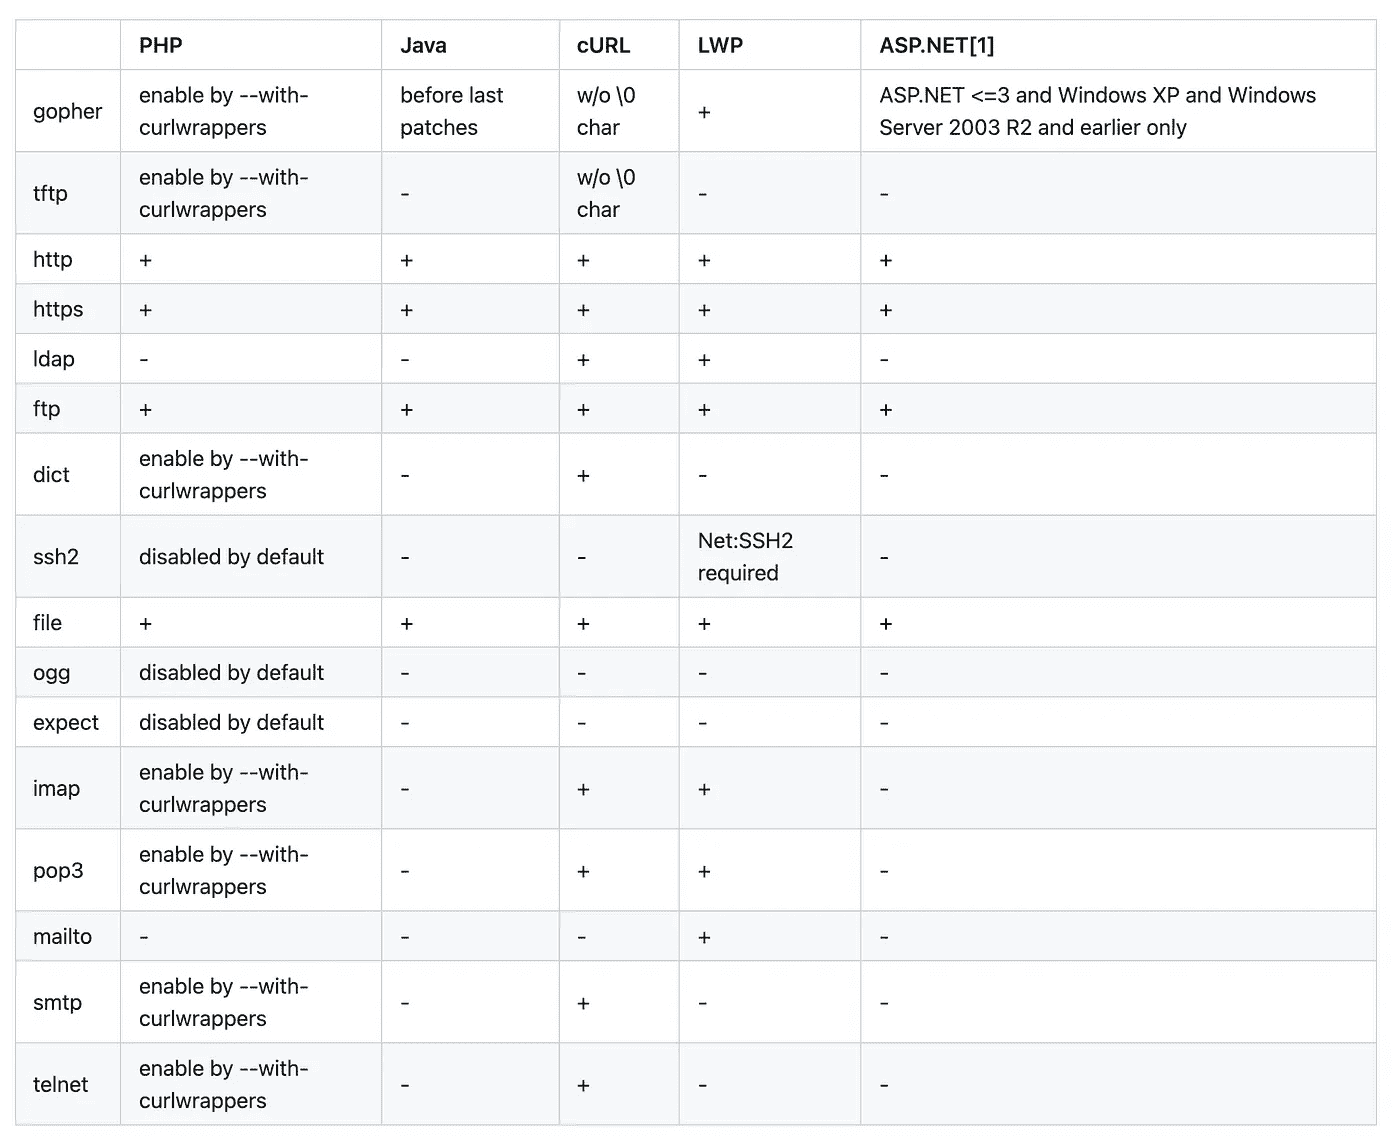 PHP Java cURL LWP ASP.NET[1]
gopher enable by --with-curlwrappers before last patches w/o \0 char + ASP.NET <=3 and Windows XP and Windows Server 2003 R2 and earlier only
tftp enable by --with-curlwrappers - w/o \0 char - -
http + + + + +
https + + + + +
ldap - - + + -
ftp + + + + +
dict enable by --with-curlwrappers - + - -
ssh2 disabled by default - - Net:SSH2 required -
file + + + + +
ogg disabled by default - - - -
expect disabled by default - - - -
imap enable by --with-curlwrappers - + + -
pop3 enable by --with-curlwrappers - + + -
mailto - - - + -
smtp enable by --with-curlwrappers - + - -
telnet enable by --with-curlwrappers - + - -